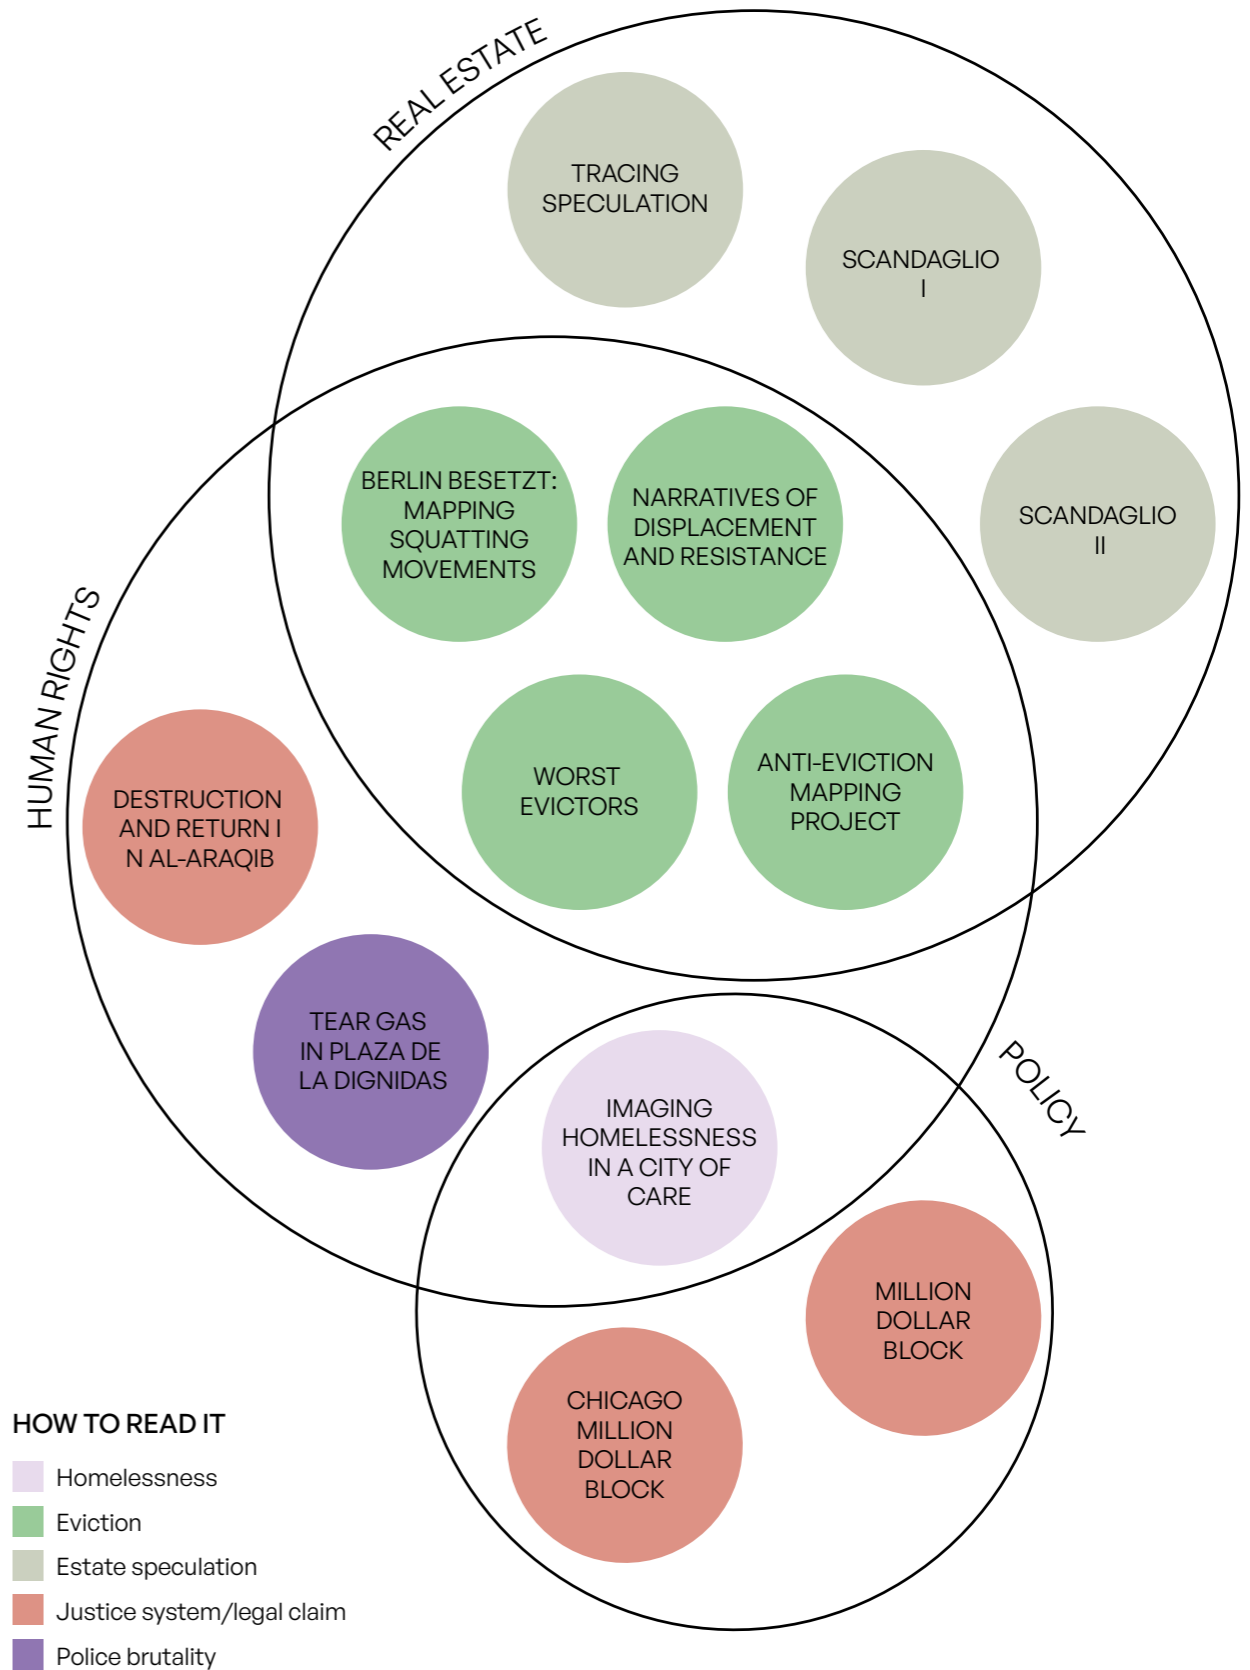 REAL ESTATE
TRACING
SPECULATION
SCANDAGLIO
I
SCANDAGLIO
II
BERLIN BESETZT:
MAPPING
SQUATTING
MOVEMENTS
NARRATIVES OF
DISPLACEMENT
AND RESISTANCE
HUMAN RIGHTS
WORST
EVICTORS
ANTI-EVICTION
MAPPING
PROJECT
DESTRUCTION
AND RETURN I
N AL-ARAQIB
TEAR GAS
IN PLAZA DE
LA DIGNIDAS
POLICY
IMAGING
HOMELESSNESS
IN A CITY OF
CARE
MILLION
DOLLAR
BLOCK
CHICAGO
MILLION
DOLLAR
BLOCK
HOW TO READ IT
Homelessness
Eviction
Estate speculation
Justice system/legal claim
Police brutality